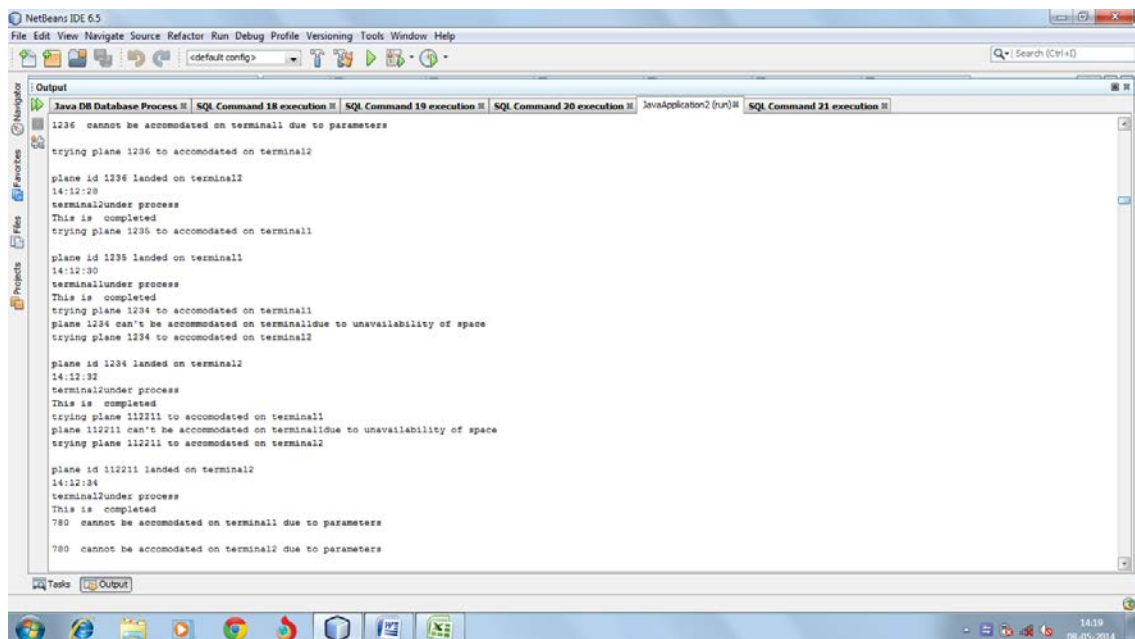 NetBeans IDE 6.5
File Edit View Navigate Source Refactor Run Debug Profile Versioning Tools Window Help
<default config>
Search (Ctrl+I)
Output
Java DB Database Process SQL Command 18 execution SQL Command 19 execution SQL Command 20 execution JavaApplication2 (run) SQL Command 21 execution
Navigator
Favorites
Files
Projects
1236 cannot be accomodated on terminal1 due to parameters
trying plane 1236 to accomodated on terminal2
plane id 1236 landed on terminal2
14:12:28
terminal2under process
This is completed
trying plane 1235 to accomodated on terminal1
plane id 1235 landed on terminal1
14:12:30
terminal1under process
This is completed
trying plane 1234 to accomodated on terminal1
plane 1234 can't be accommodated on terminal1due to unavailability of space
trying plane 1234 to accomodated on terminal2
plane id 1234 landed on terminal2
14:12:32
terminal2under process
This is completed
trying plane 112211 to accomodated on terminal1
plane 112211 can't be accommodated on terminal1due to unavailability of space
trying plane 112211 to accomodated on terminal2
plane id 112211 landed on terminal2
14:12:34
terminal2under process
This is completed
780 cannot be accomodated on terminal1 due to parameters
780 cannot be accomodated on terminal2 due to parameters
Tasks Output
14:19
08-05-2014